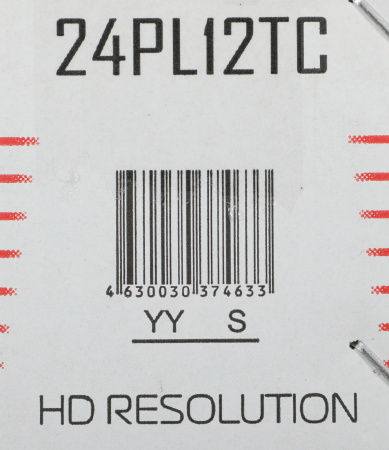 24PL12TC
4 630030 374633
YY S
HD RESOLUTION